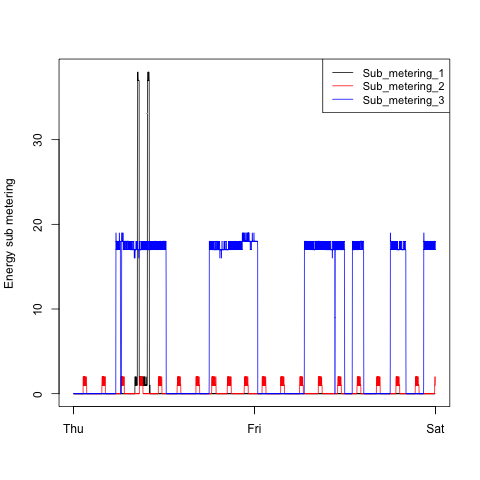 Sub_metering_1
Sub_metering_2
Sub_metering_3
Energy sub metering
30
20
10
0
Thu
Fri
Sat